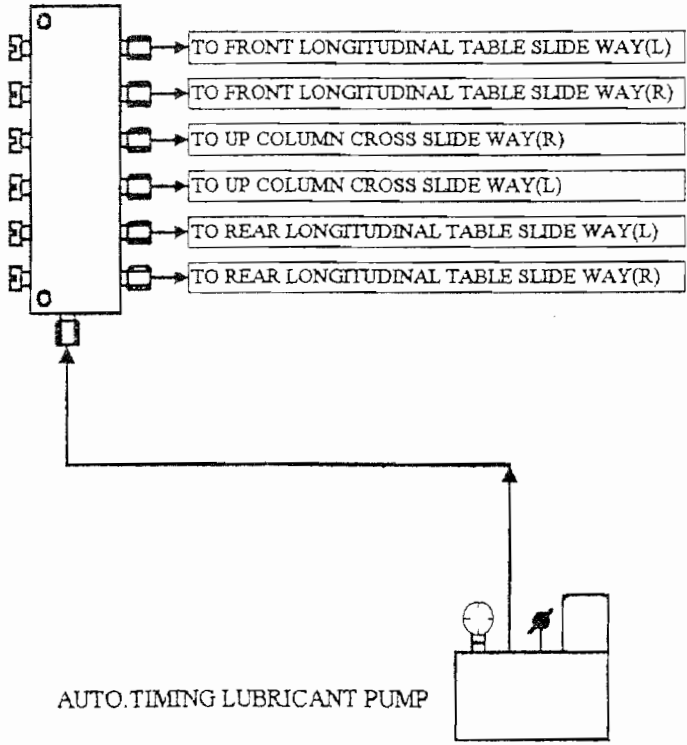 TO FRONT LONGITUDINAL TABLE SLIDE WAY(L)
TO FRONT LONGITUDINAL TABLE SLIDE WAY(R)
TO UP COLUMN CROSS SLIDE WAY(R)
TO UP COLUMN CROSS SLIDE WAY(L)
TO REAR LONGITUDINAL TABLE SLIDE WAY(L)
TO REAR LONGITUDINAL TABLE SLIDE WAY(R)
AUTO.TIMING LUBRICANT PUMP